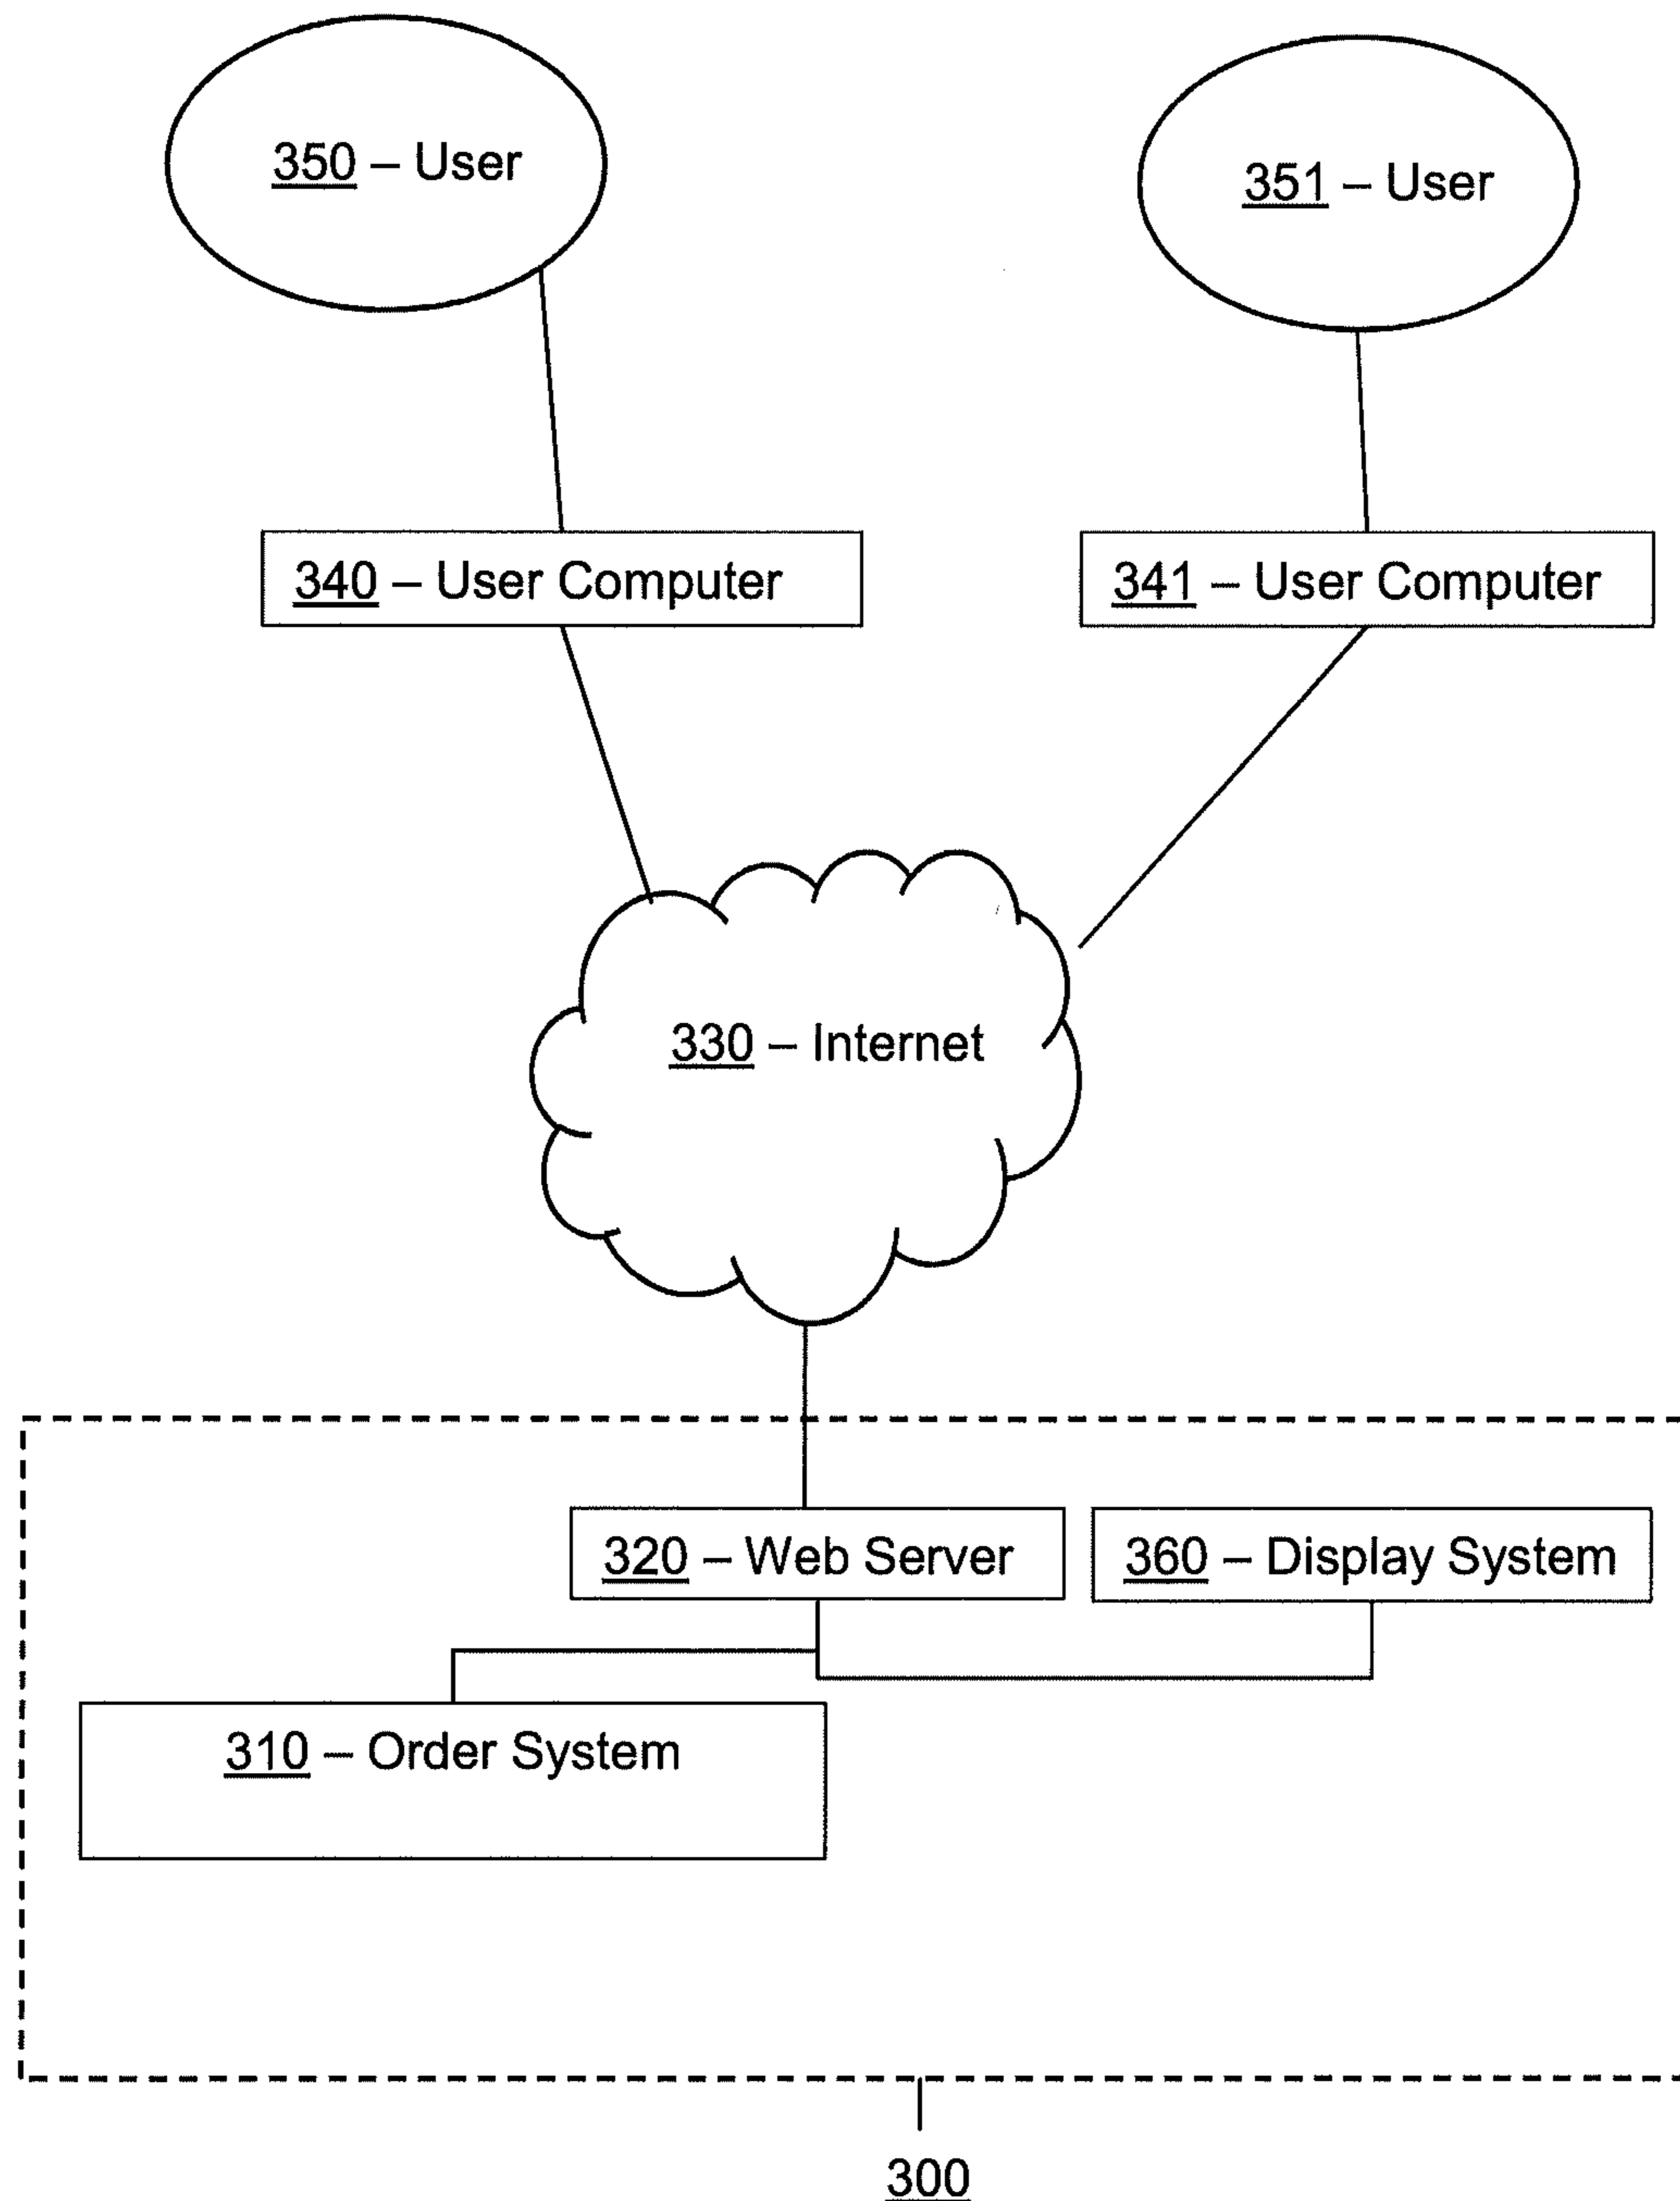 350 – User
351 – User
340 – User Computer
341 – User Computer
330 – Internet
320 – Web Server
360 – Display System
310 – Order System
300